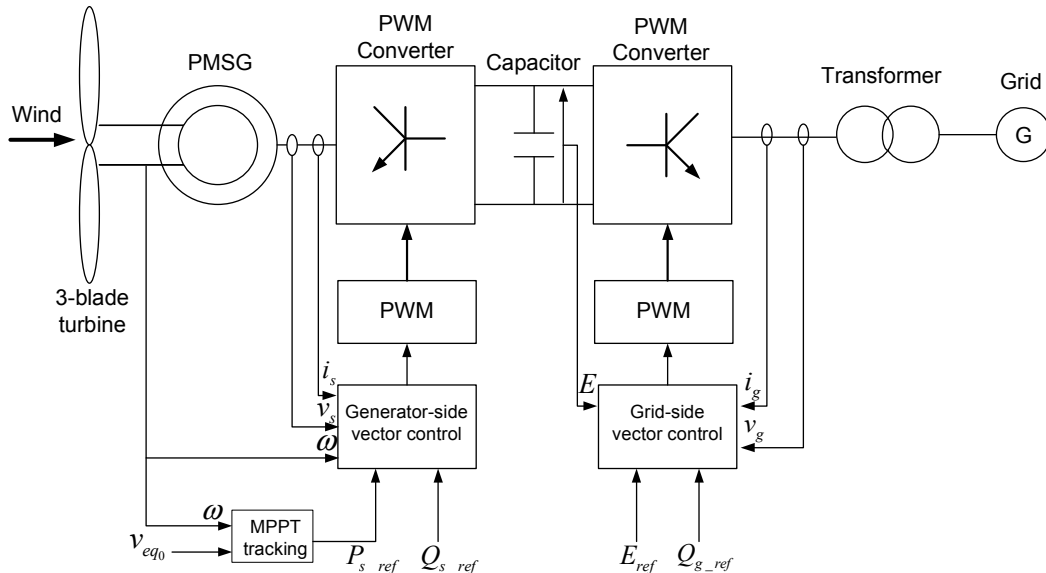 PWM
Converter
PWM
Converter
PMSG
Capacitor
Transformer
Grid
Wind
G
3-blade
turbine
PWM
PWM
i_s
v_s
ω
Generator-side
vector control
E
Grid-side
vector control
i_g
v_g
ω
v_eq0
MPPT
tracking
P_s_ref
Q_s_ref
E_ref
Q_g_ref